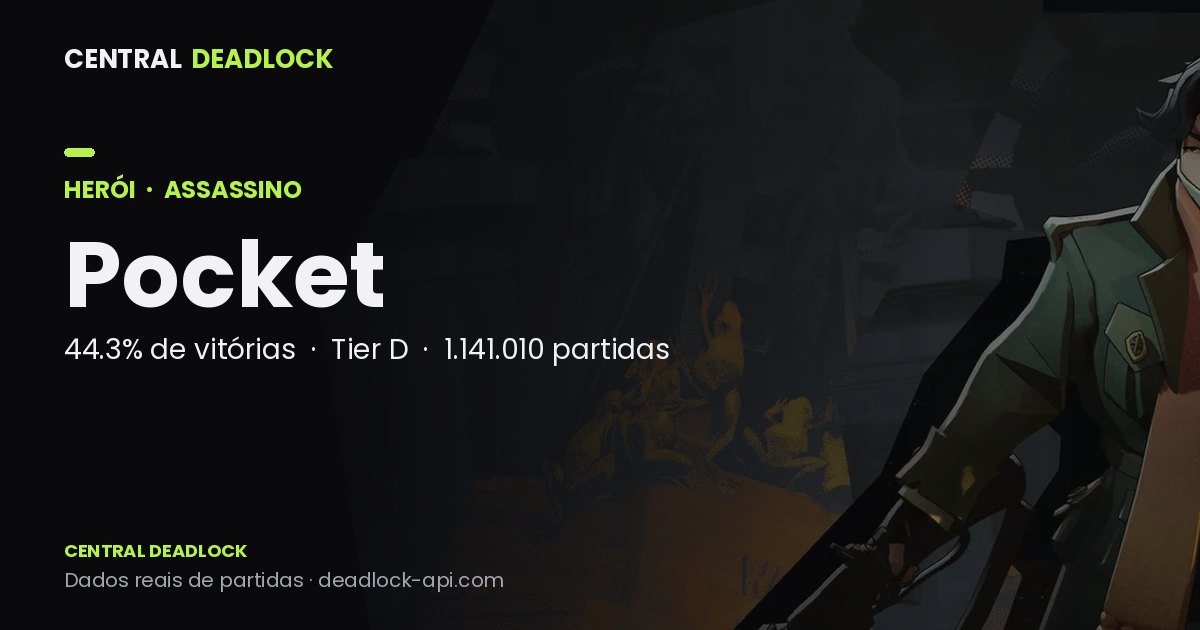 CENTRAL DEADLOCK
HERÓI · ASSASSINO
Pocket
44.3% de vitórias · Tier D · 1.141.010 partidas
CENTRAL DEADLOCK
Dados reais de partidas · deadlock-api.com